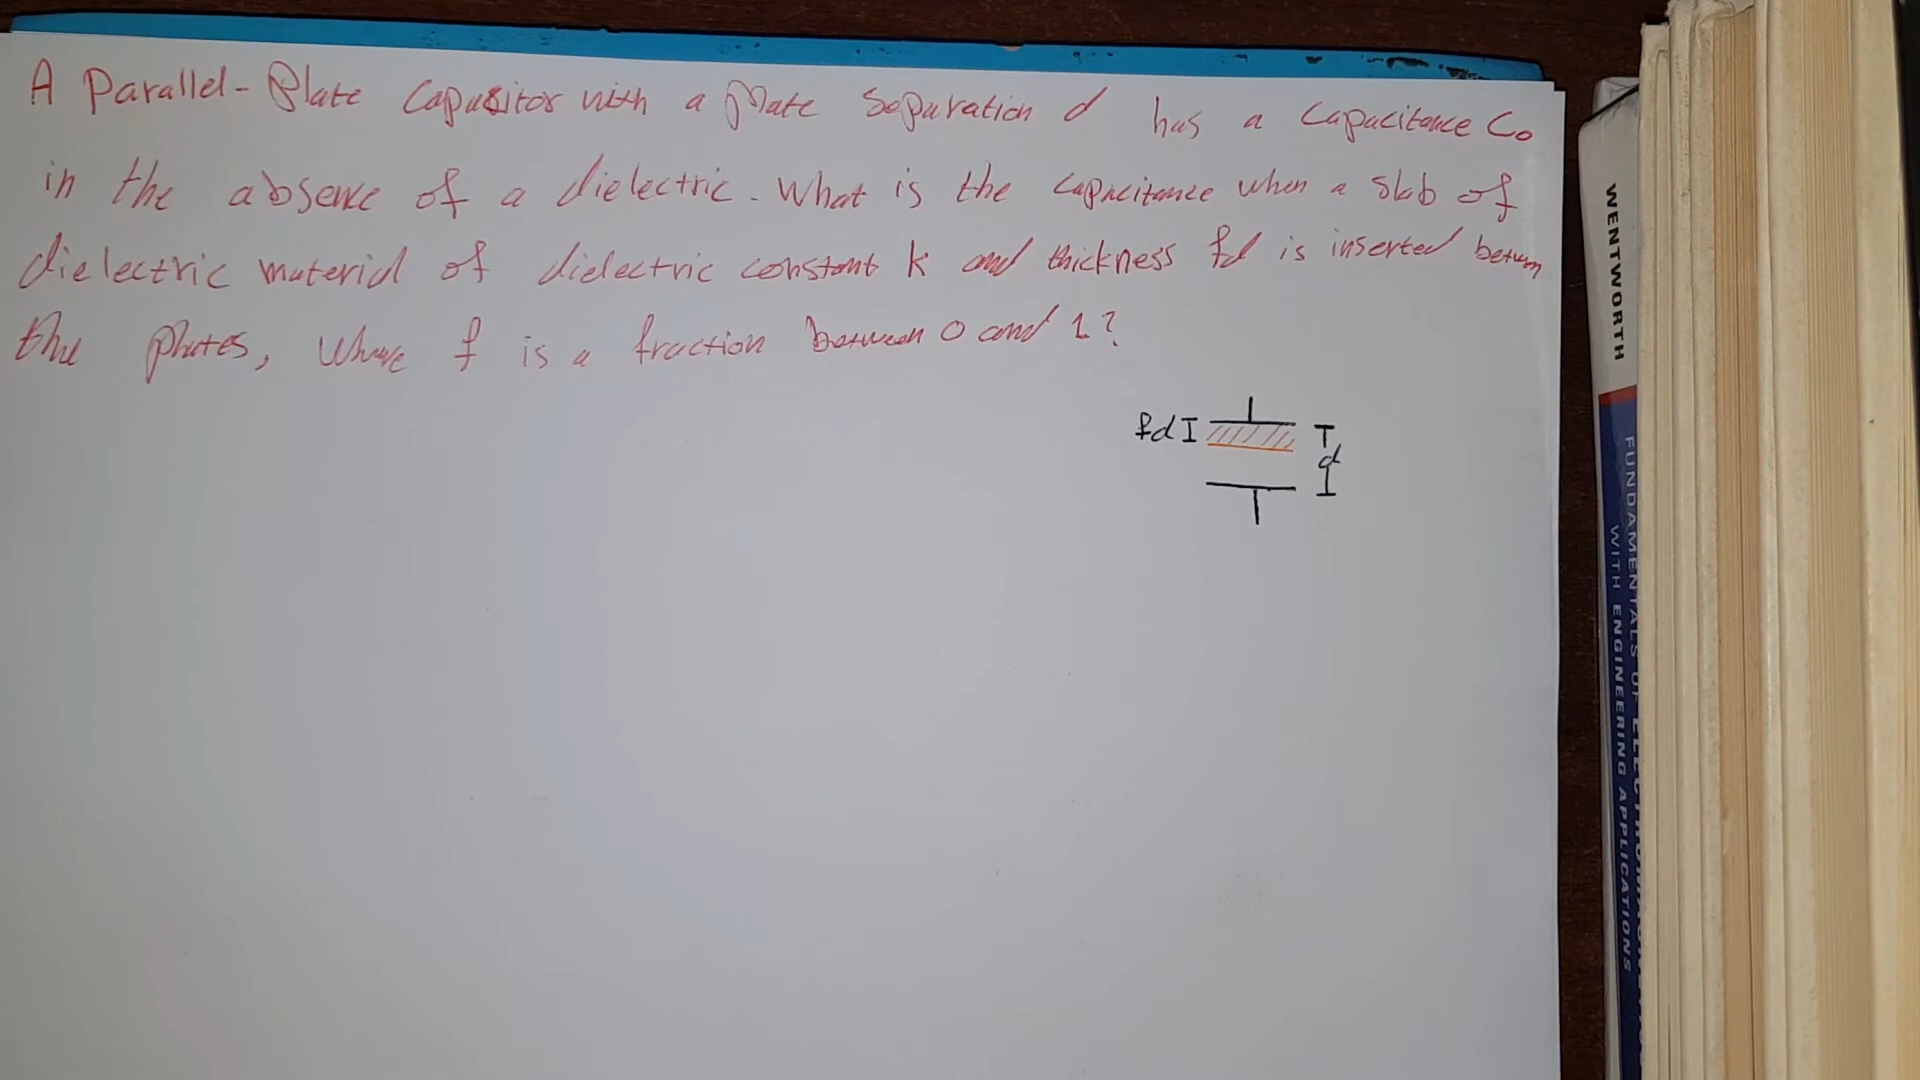 A Parallel-Plate Capacitor with a Plate Separation d has a Capacitance C₀
in the absence of a dielectric. What is the capacitance when a slab of
dielectric material of dielectric constant k and thickness fd is inserted between
the plates, where f is a fraction between 0 and 1?
fd
d
WENTWORTH
FUNDAMENTALS OF
WITH ENGINEERING APPLICATIONS